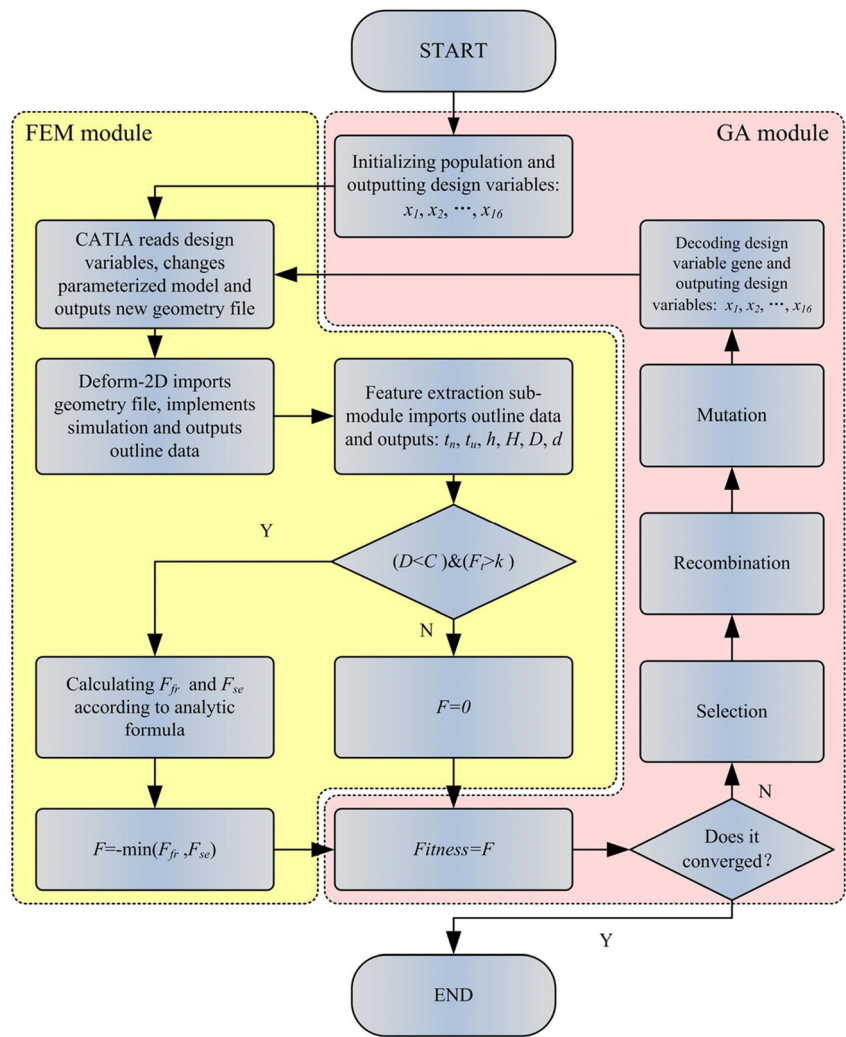 START
FEM module
GA module
Initializing population and
outputting design variables:
x1, x2, ···, x16
CATIA reads design
variables, changes
parameterized model and
outputs new geometry file
Decoding design
variable gene and
outputing design
variables: x1, x2, ···, x16
Deform-2D imports
geometry file, implements
simulation and outputs
outline data
Feature extraction sub-
module imports outline data
and outputs: tn, tu, h, H, D, d
Mutation
Y
(D<C )&(Ft>k )
Recombination
N
Calculating Ffr and Fse
according to analytic
formula
F=0
Selection
N
F=-min(Ffr ,Fse)
Fitness=F
Does it
converged?
Y
END